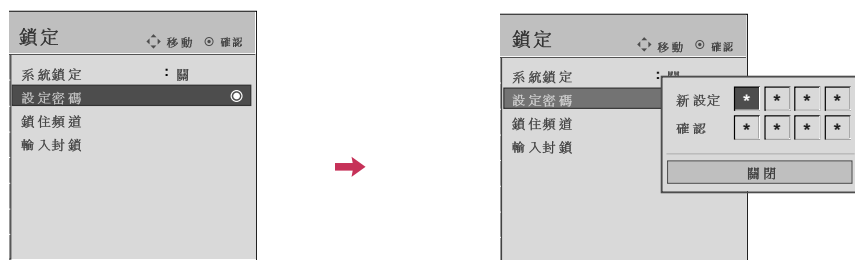 鎖定 移動 確認
系統鎖定 : 關
設定密碼
鎖住頻道
輸入封鎖
鎖定 移動 確認
系統鎖定 :
設定密碼
鎖住頻道
輸入封鎖
新設定 * * * *
確認 * * * *
關閉